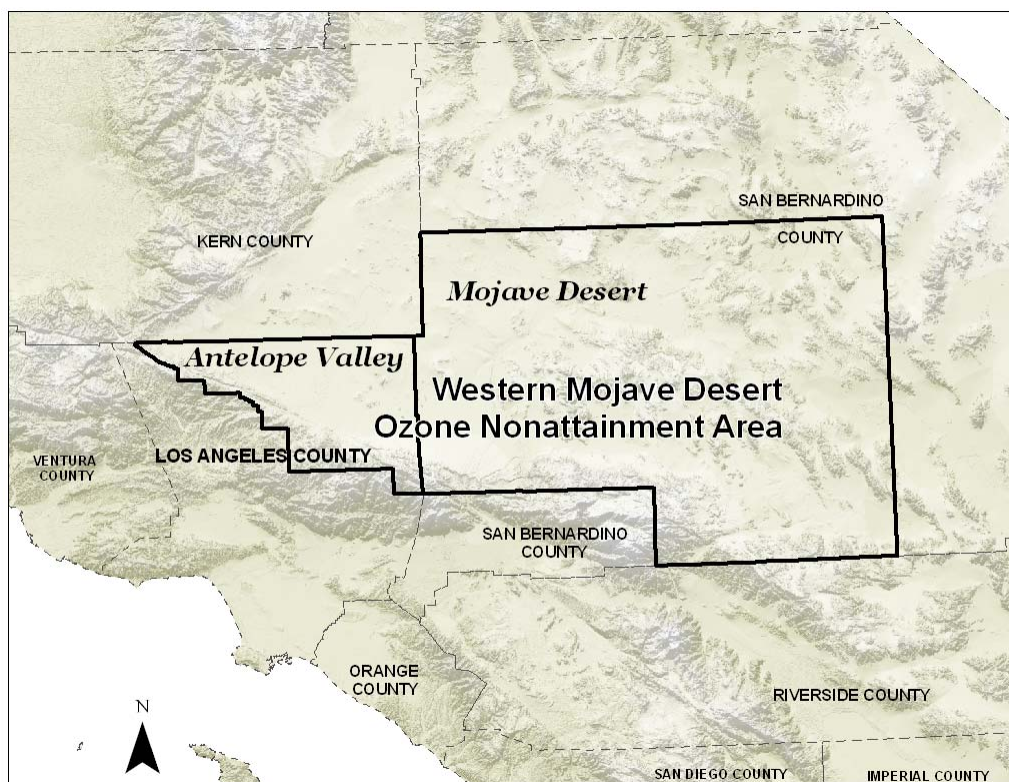 SAN BERNARDINO
COUNTY
KERN COUNTY
Mojave Desert
Antelope Valley
Western Mojave Desert
Ozone Nonattainment Area
LOS ANGELES COUNTY
VENTURA
COUNTY
SAN BERNARDINO
COUNTY
ORANGE
COUNTY
RIVERSIDE COUNTY
N
SAN DIEGO COUNTY
IMPERIAL COUNTY